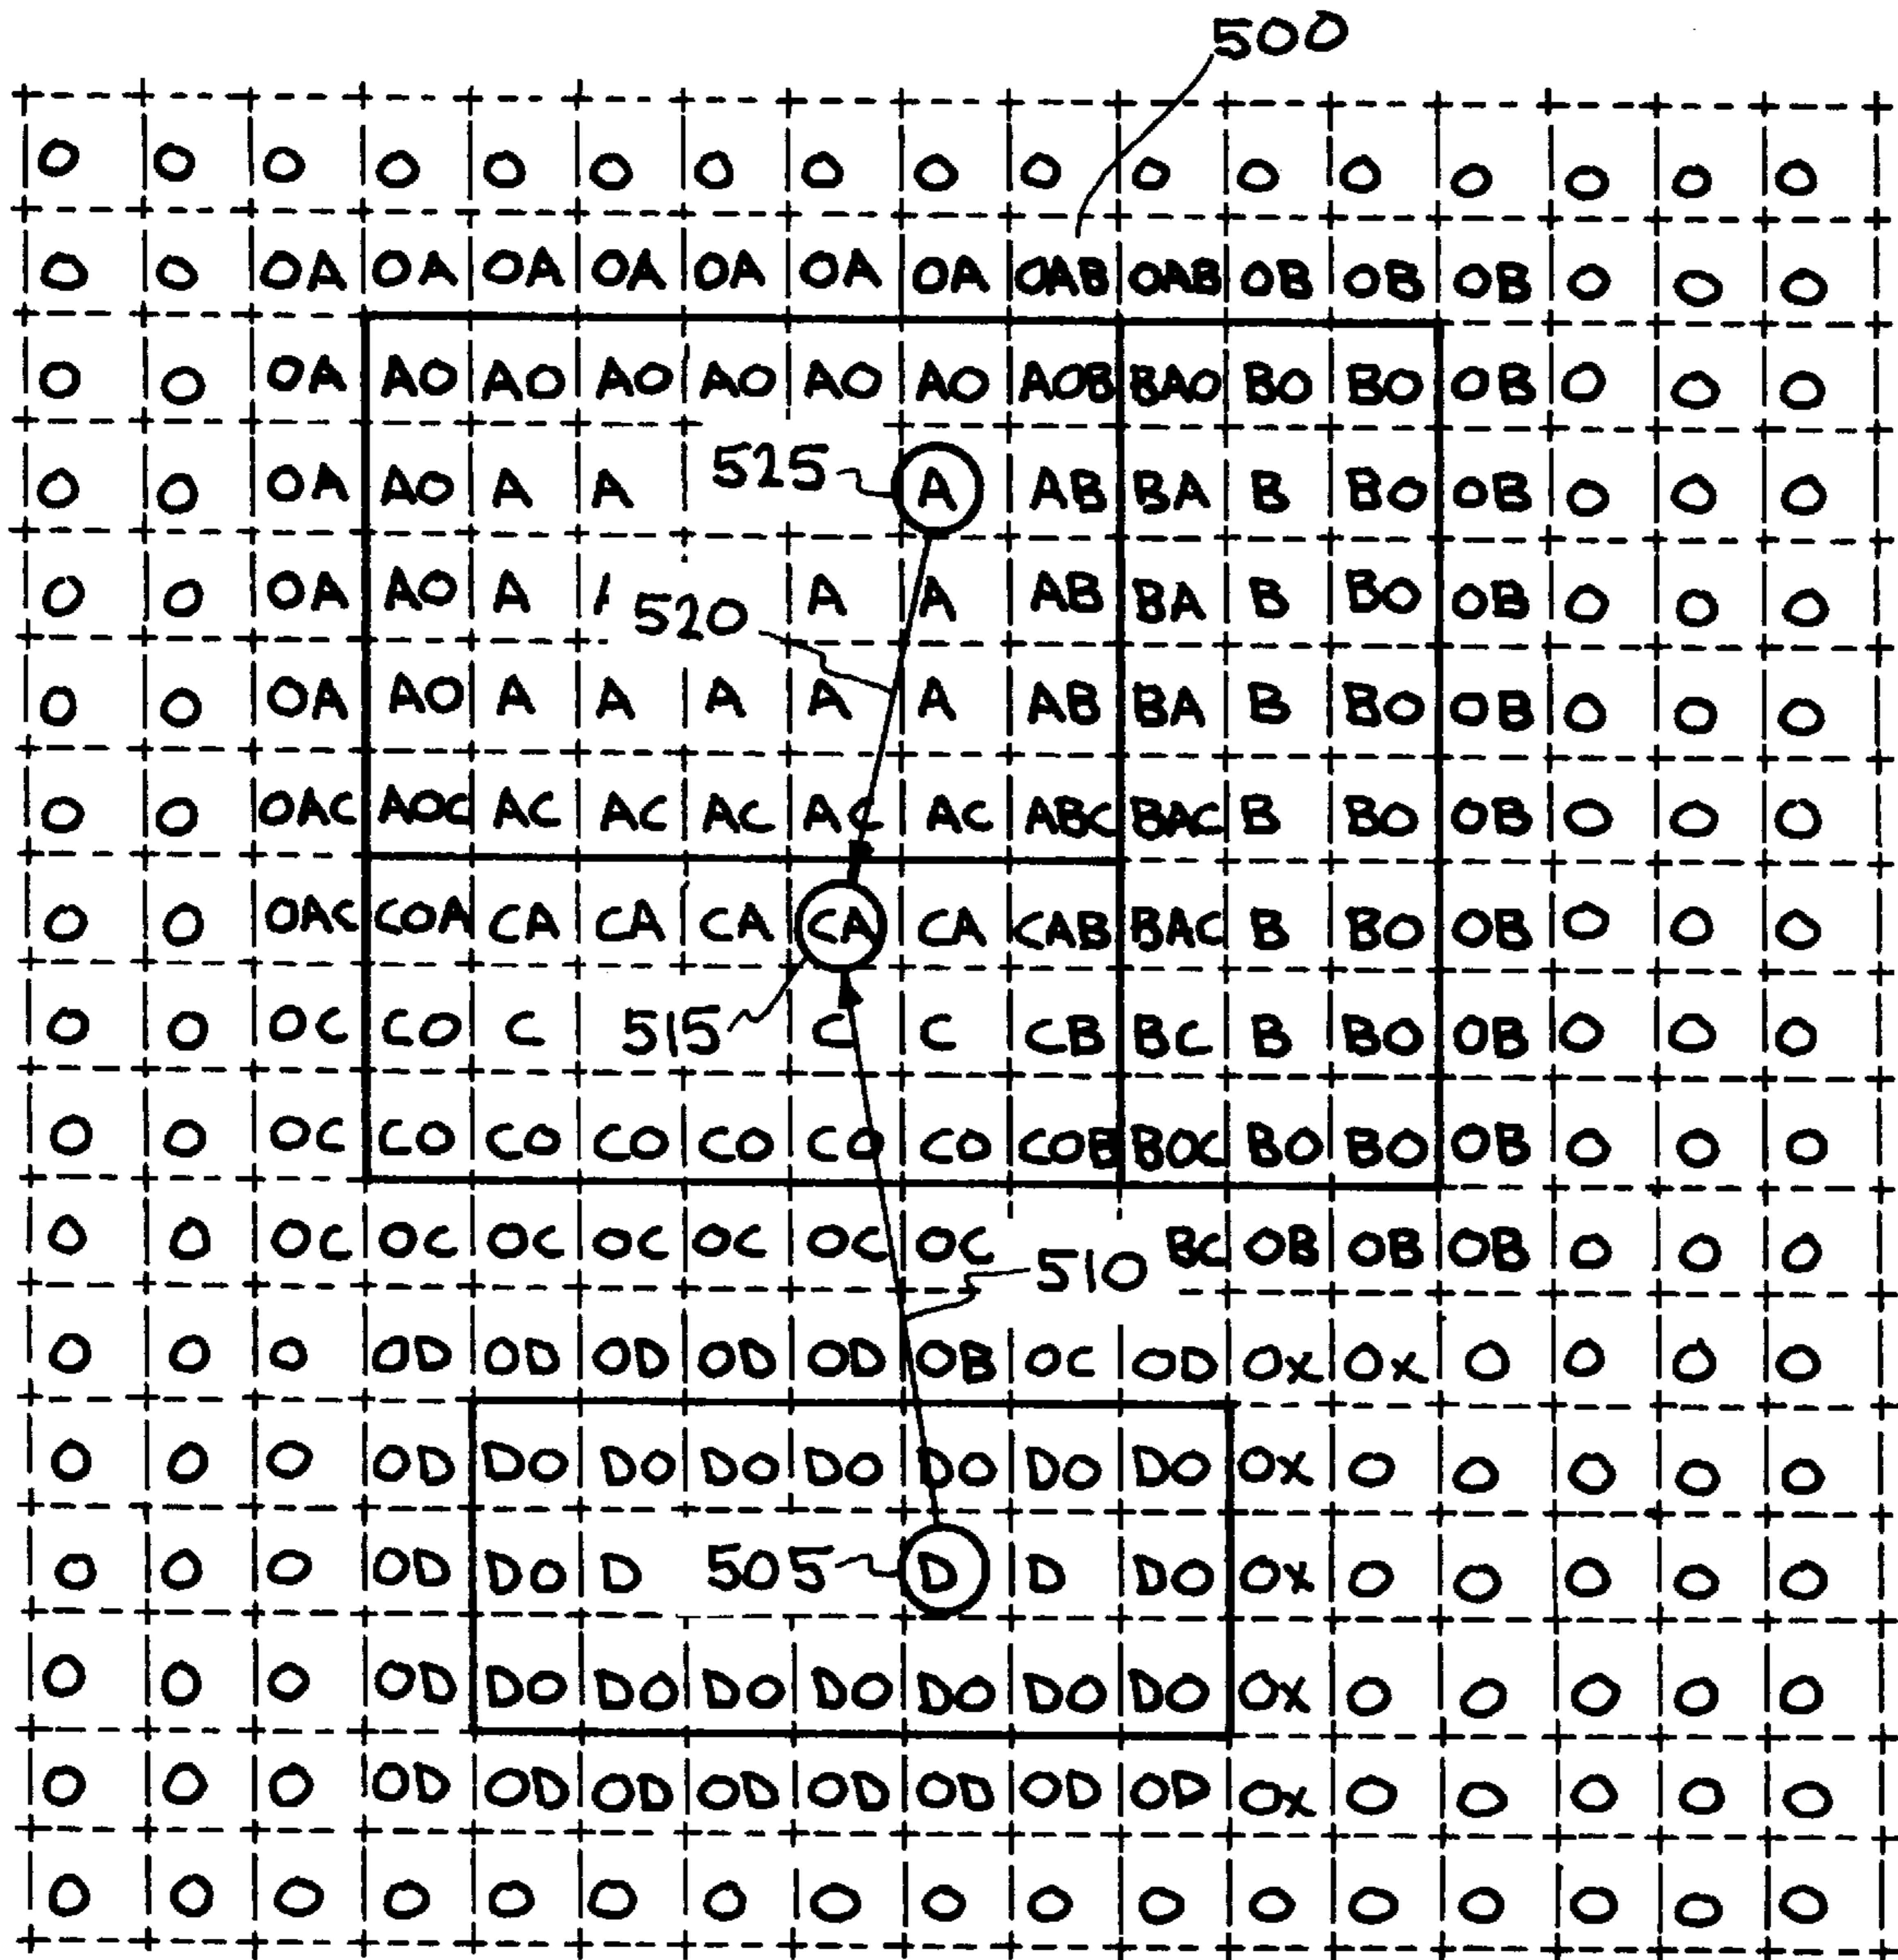 500
O O O O O O O O O O O O O O O O O
O O OA OA OA OA OA OA OA OAB OAB OB OB OB O O O
O O OA AO AO AO AO AO AO AOB BAO BO BO OB O O O
O O OA AO A A 525 A AB BA B BO OB O O O
O O OA AO A 520 A A AB BA B BO OB O O O
O O OA AO A A A A A AB BA B BO OB O O O
O O OAC AOC AC AC AC AC AC ABC BAC B BO OB O O O
O O OAC COA CA CA CA CA CA CAB BAC B BO OB O O O
O O OC CO C 515 C C CB BC B BO OB O O O
O O OC CO CO CO CO CO CO COB BOC BO BO OB O O O
O O OC OC OC OC OC OC OC 510 BC OB OB OB O O O
O O O OD OD OD OD OD OB OC OD Ox Ox O O O O
O O O OD DO DO DO DO DO DO DO Ox O O O O O
O O O OD DO D 505 D D DO Ox O O O O O
O O O OD DO DO DO DO DO DO DO Ox O O O O O
O O O OD OD OD OD OD OD OD OD Ox O O O O O
O O O O O O O O O O O O O O O O O